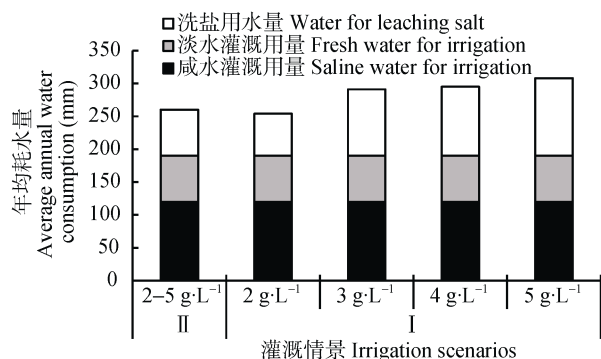 洗盐用水量 Water for leaching salt
淡水灌溉用量 Fresh water for irrigation
咸水灌溉用量 Saline water for irrigation
年均耗水量
Average annual water
consumption (mm)
350
300
250
200
150
100
50
0
2−5 g·L⁻¹ 2 g·L⁻¹ 3 g·L⁻¹ 4 g·L⁻¹ 5 g·L⁻¹
Ⅱ Ⅰ
灌溉情景 Irrigation scenarios